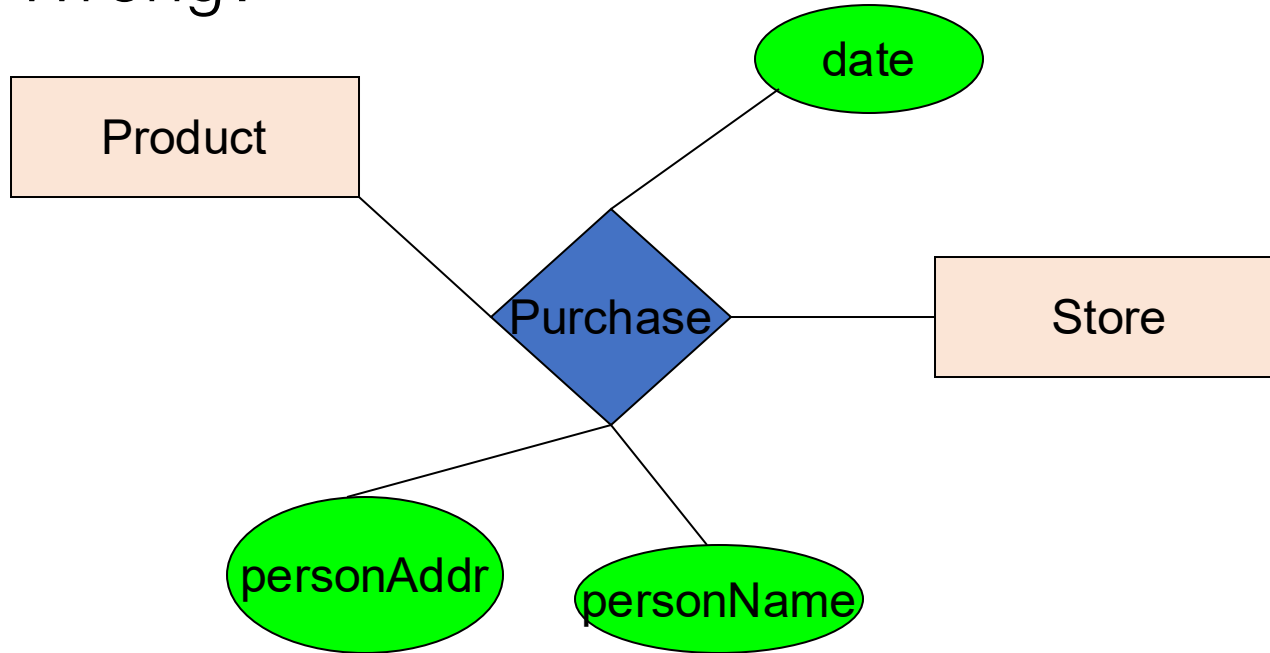 date
Product
Purchase
Store
personAddr
personName